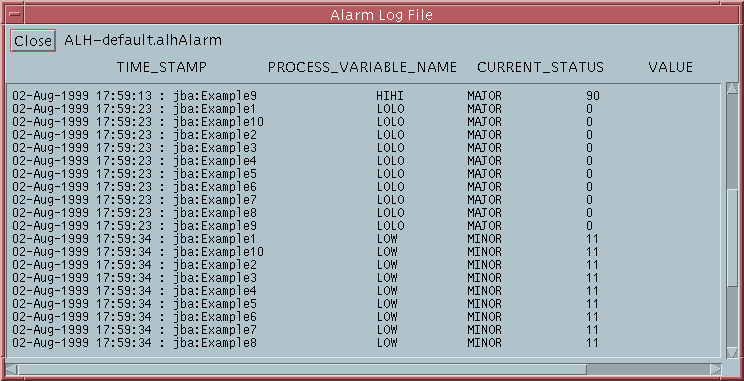 Alarm Log File
Close ALH-default.alhAlarm
TIME_STAMP PROCESS_VARIABLE_NAME CURRENT_STATUS VALUE
02-Aug-1999 17:59:13 : jba:Example9 HIHI MAJOR 90
02-Aug-1999 17:59:23 : jba:Example1 LOLO MAJOR 0
02-Aug-1999 17:59:23 : jba:Example10 LOLO MAJOR 0
02-Aug-1999 17:59:23 : jba:Example2 LOLO MAJOR 0
02-Aug-1999 17:59:23 : jba:Example3 LOLO MAJOR 0
02-Aug-1999 17:59:23 : jba:Example4 LOLO MAJOR 0
02-Aug-1999 17:59:23 : jba:Example5 LOLO MAJOR 0
02-Aug-1999 17:59:23 : jba:Example6 LOLO MAJOR 0
02-Aug-1999 17:59:23 : jba:Example7 LOLO MAJOR 0
02-Aug-1999 17:59:23 : jba:Example8 LOLO MAJOR 0
02-Aug-1999 17:59:23 : jba:Example9 LOLO MAJOR 0
02-Aug-1999 17:59:34 : jba:Example1 LOW MINOR 11
02-Aug-1999 17:59:34 : jba:Example10 LOW MINOR 11
02-Aug-1999 17:59:34 : jba:Example2 LOW MINOR 11
02-Aug-1999 17:59:34 : jba:Example3 LOW MINOR 11
02-Aug-1999 17:59:34 : jba:Example4 LOW MINOR 11
02-Aug-1999 17:59:34 : jba:Example5 LOW MINOR 11
02-Aug-1999 17:59:34 : jba:Example6 LOW MINOR 11
02-Aug-1999 17:59:34 : jba:Example7 LOW MINOR 11
02-Aug-1999 17:59:34 : jba:Example8 LOW MINOR 11